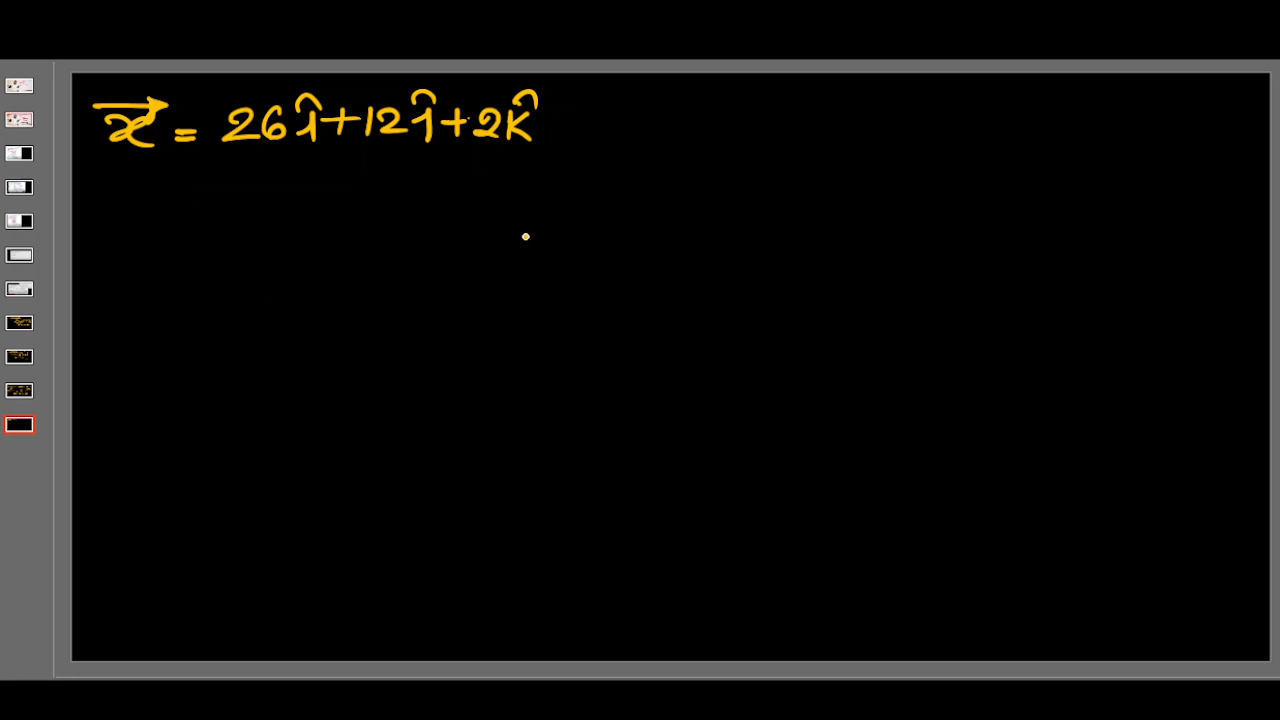 x⃗ = 26î+12ĵ+2k̂